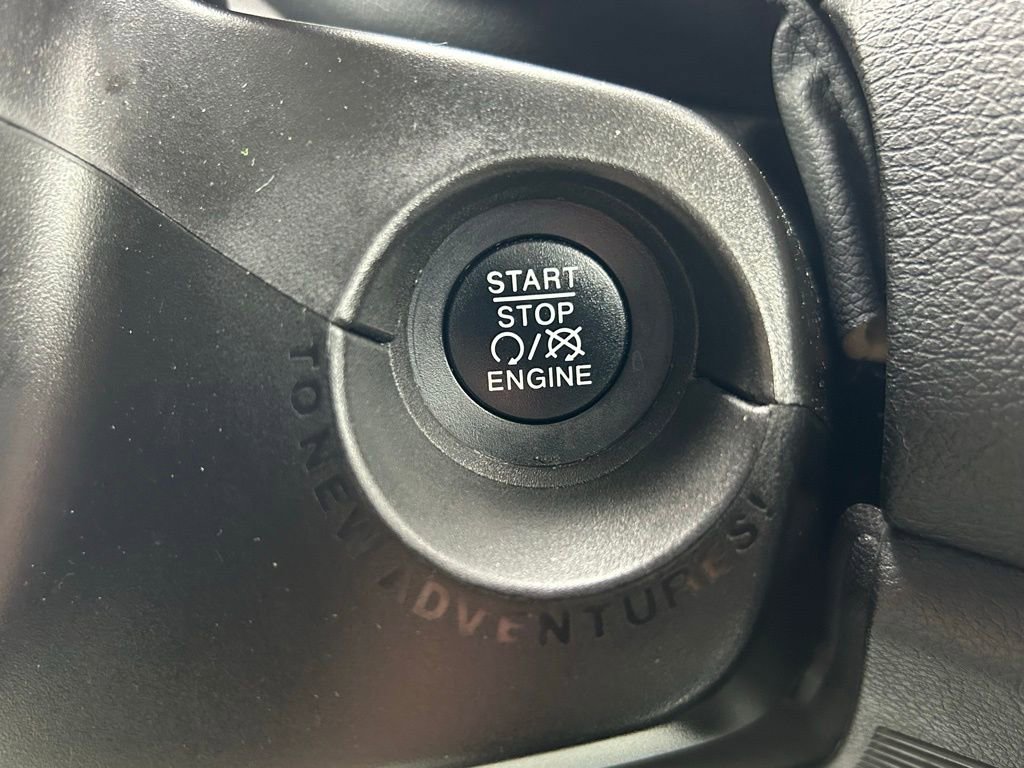 START
STOP
/
ENGINE
TO NEW ADVENTURES!